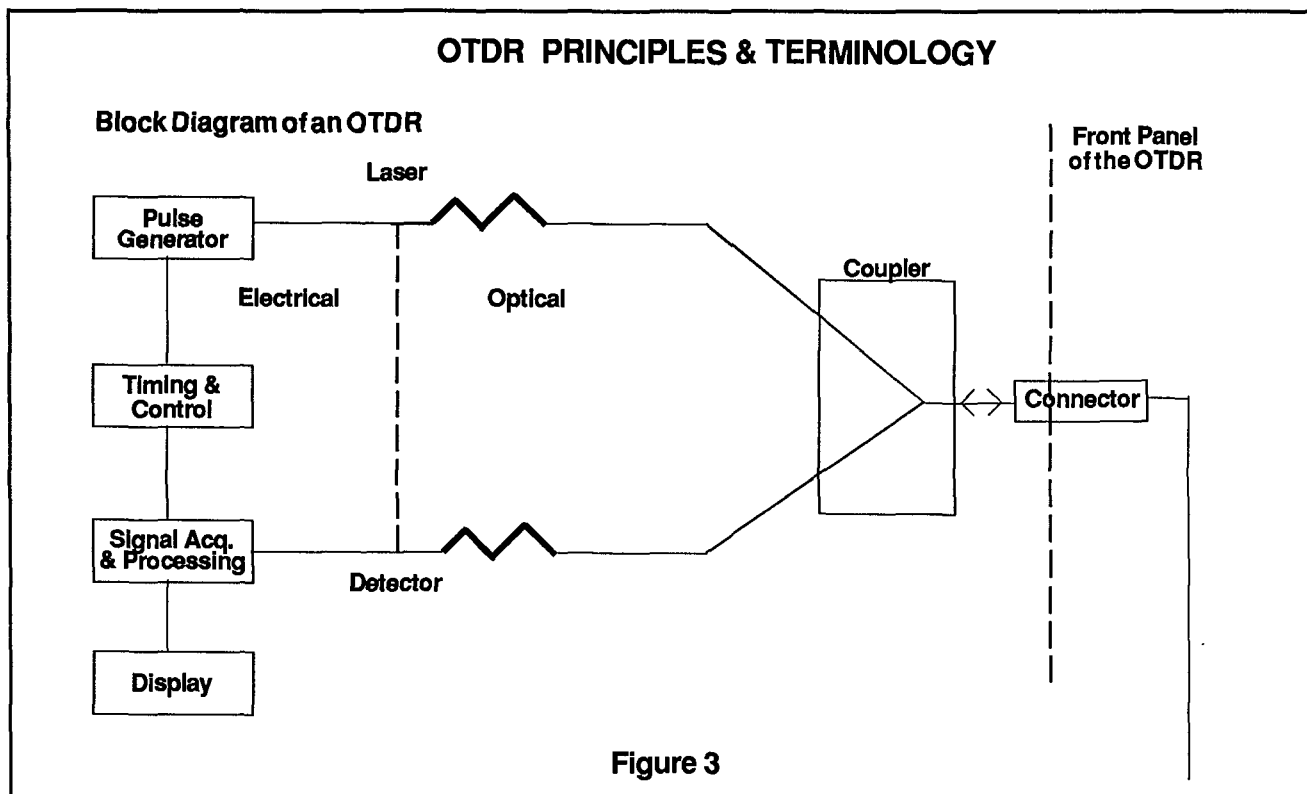 OTDR PRINCIPLES & TERMINOLOGY
Block Diagram of an OTDR
Front Panel
of the OTDR
Laser
Pulse
Generator
Coupler
Electrical
Optical
Timing &
Control
Connector
Signal Acq.
& Processing
Detector
Display
Figure 3